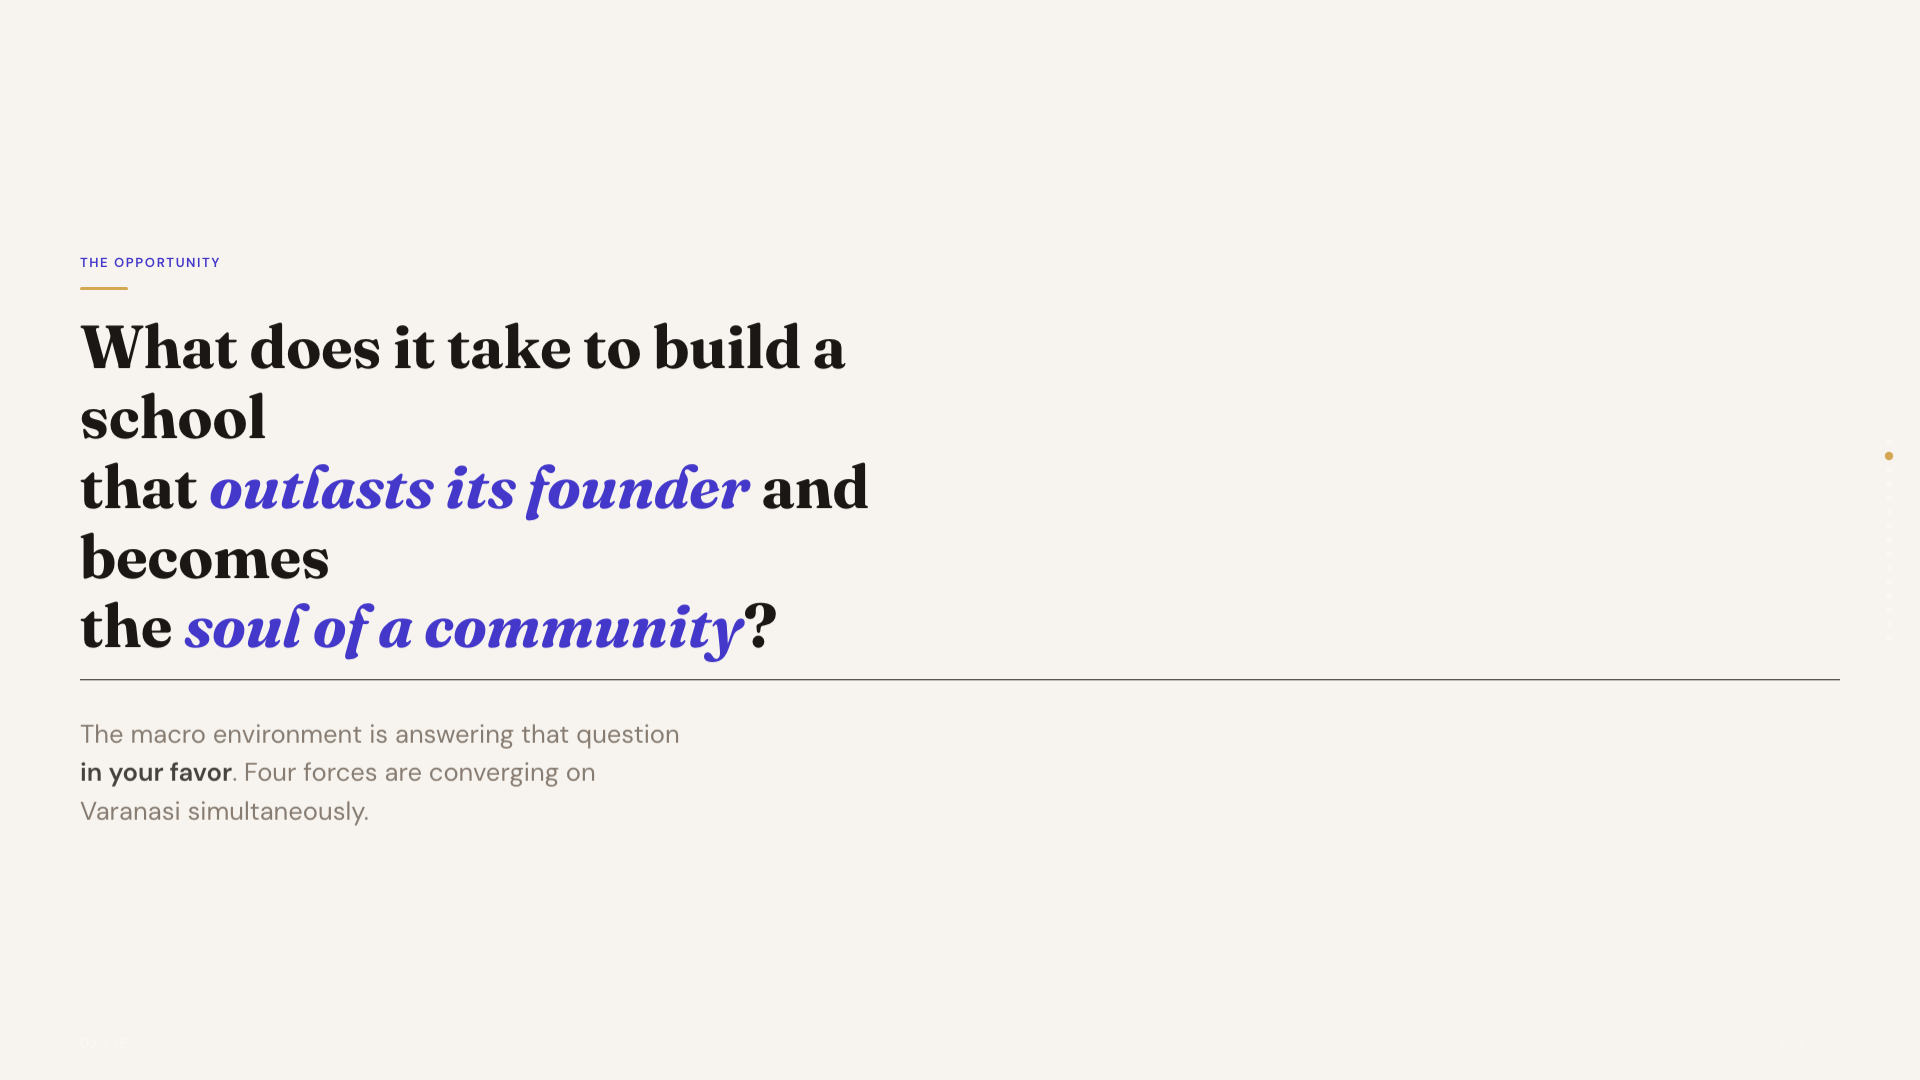 THE OPPORTUNITY
What does it take to build a
school
that outlasts its founder and
becomes
the soul of a community?
The macro environment is answering that question
in your favor. Four forces are converging on
Varanasi simultaneously.